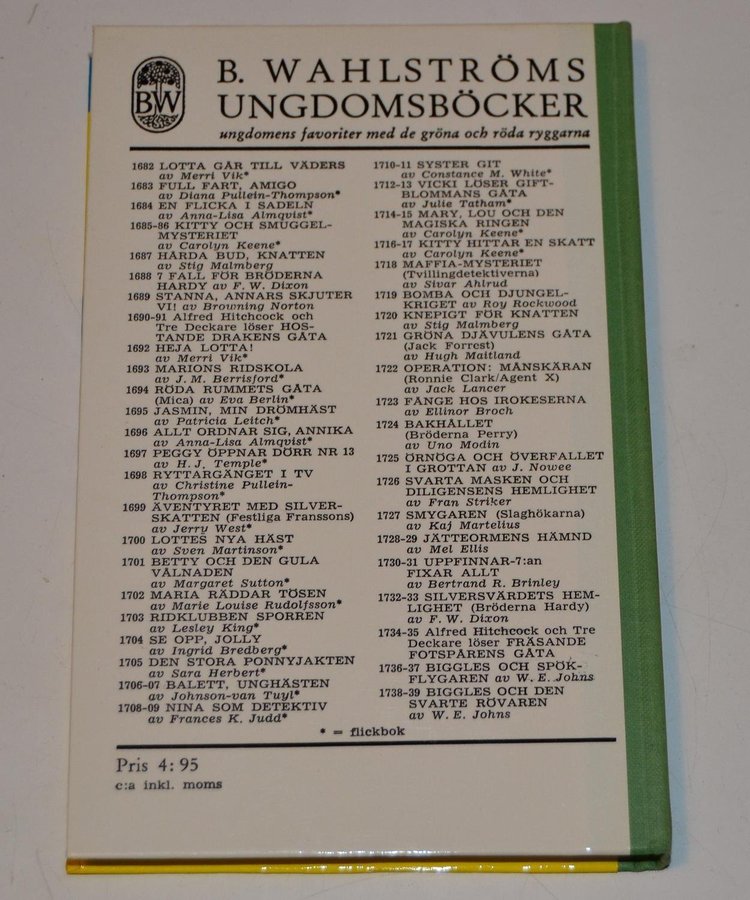 BW
B. WAHLSTRÖMS
UNGDOMSBÖCKER
ungdomens favoriter med de gröna och röda ryggarna
1682 LOTTA GÅR TILL VÄDERS
av Merri Vik*
1683 FULL FART, AMIGO
av Diana Pullein-Thompson*
1684 EN FLICKA I SADELN
av Anna-Lisa Almqvist*
1685-86 KITTY OCH SMUGGEL-
MYSTERIET
av Carolyn Keene*
1687 HÅRDA BUD, KNATTEN
av Stig Malmberg
1688 7 FALL FÖR BRÖDERNA
HARDY av F. W. Dixon
1689 STANNA, ANNARS SKJUTER
VI! av Browning Norton
1690-91 Alfred Hitchcock och
Tre Deckare löser HOS-
TANDE DRAKENS GÅTA
1692 HEJA LOTTA!
av Merri Vik*
1693 MARIONS RIDSKOLA
av J. M. Berrisford*
1694 RÖDA RUMMETS GÅTA
(Mica) av Eva Berlin*
1695 JASMIN, MIN DRÖMHÄST
av Patricia Leitch*
1696 ALLT ORDNAR SIG, ANNIKA
av Anna-Lisa Almqvist*
1697 PEGGY ÖPPNAR DÖRR NR 13
av H. J. Temple*
1698 RYTTARGÄNGET I TV
av Christine Pullein-
Thompson*
1699 ÄVENTYRET MED SILVER-
SKATTEN (Festliga Franssons)
av Jerry West*
1700 LOTTES NYA HÄST
av Sven Martinson*
1701 BETTY OCH DEN GULA
VÅLNADEN
av Margaret Sutton*
1702 MARIA RÄDDAR TÖSEN
av Marie Louise Rudolfsson*
1703 RIDKLUBBEN SPORREN
av Lesley King*
1704 SE OPP, JOLLY
av Ingrid Bredberg*
1705 DEN STORA PONNYJAKTEN
av Sara Herbert*
1706-07 BALETT, UNGHÄSTEN
av Johnson-van Tuyl*
1708-09 NINA SOM DETEKTIV
av Frances K. Judd*
1710-11 SYSTER GIT
av Constance M. White*
1712-13 VICKI LÖSER GIFT-
BLOMMANS GÅTA
av Julie Tatham*
1714-15 MARY, LOU OCH DEN
MAGISKA RINGEN
av Carolyn Keene*
1716-17 KITTY HITTAR EN SKATT
av Carolyn Keene*
1718 MAFFIA-MYSTERIET
(Tvillingdetektiverna)
av Sivar Ahlrud
1719 BOMBA OCH DJUNGEL-
KRIGET av Roy Rockwood
1720 KNEPIGT FÖR KNATTEN
av Stig Malmberg
1721 GRÖNA DJÄVULENS GÅTA
(Jack Forrest)
av Hugh Maitland
1722 OPERATION: MÅNSKÄRAN
(Ronnie Clark/Agent X)
av Jack Lancer
1723 FÅNGE HOS IROKESERNA
av Ellinor Broch
1724 BAKHÅLLET
(Bröderna Perry)
av Uno Modin
1725 ÖRNÖGA OCH ÖVERFALLET
I GROTTAN av J. Nowee
1726 SVARTA MASKEN OCH
DILIGENSENS HEMLIGHET
av Fran Striker
1727 SMYGAREN (Slaghökarna)
av Kaj Martelius
1728-29 JÄTTEORMENS HÄMND
av Mel Ellis
1730-31 UPPFINNAR-7:an
FIXAR ALLT
av Bertrand R. Brinley
1732-33 SILVERSVÄRDETS HEM-
LIGHET (Bröderna Hardy)
av F. W. Dixon
1734-35 Alfred Hitchcock och Tre
Deckare löser FRÄSANDE
FOTSPÅRENS GÅTA
1736-37 BIGGLES OCH SPÖK-
FLYGAREN av W. E. Johns
1738-39 BIGGLES OCH DEN
SVARTE RÖVAREN
av W. E. Johns
* = flickbok
Pris 4:95
c:a inkl. moms